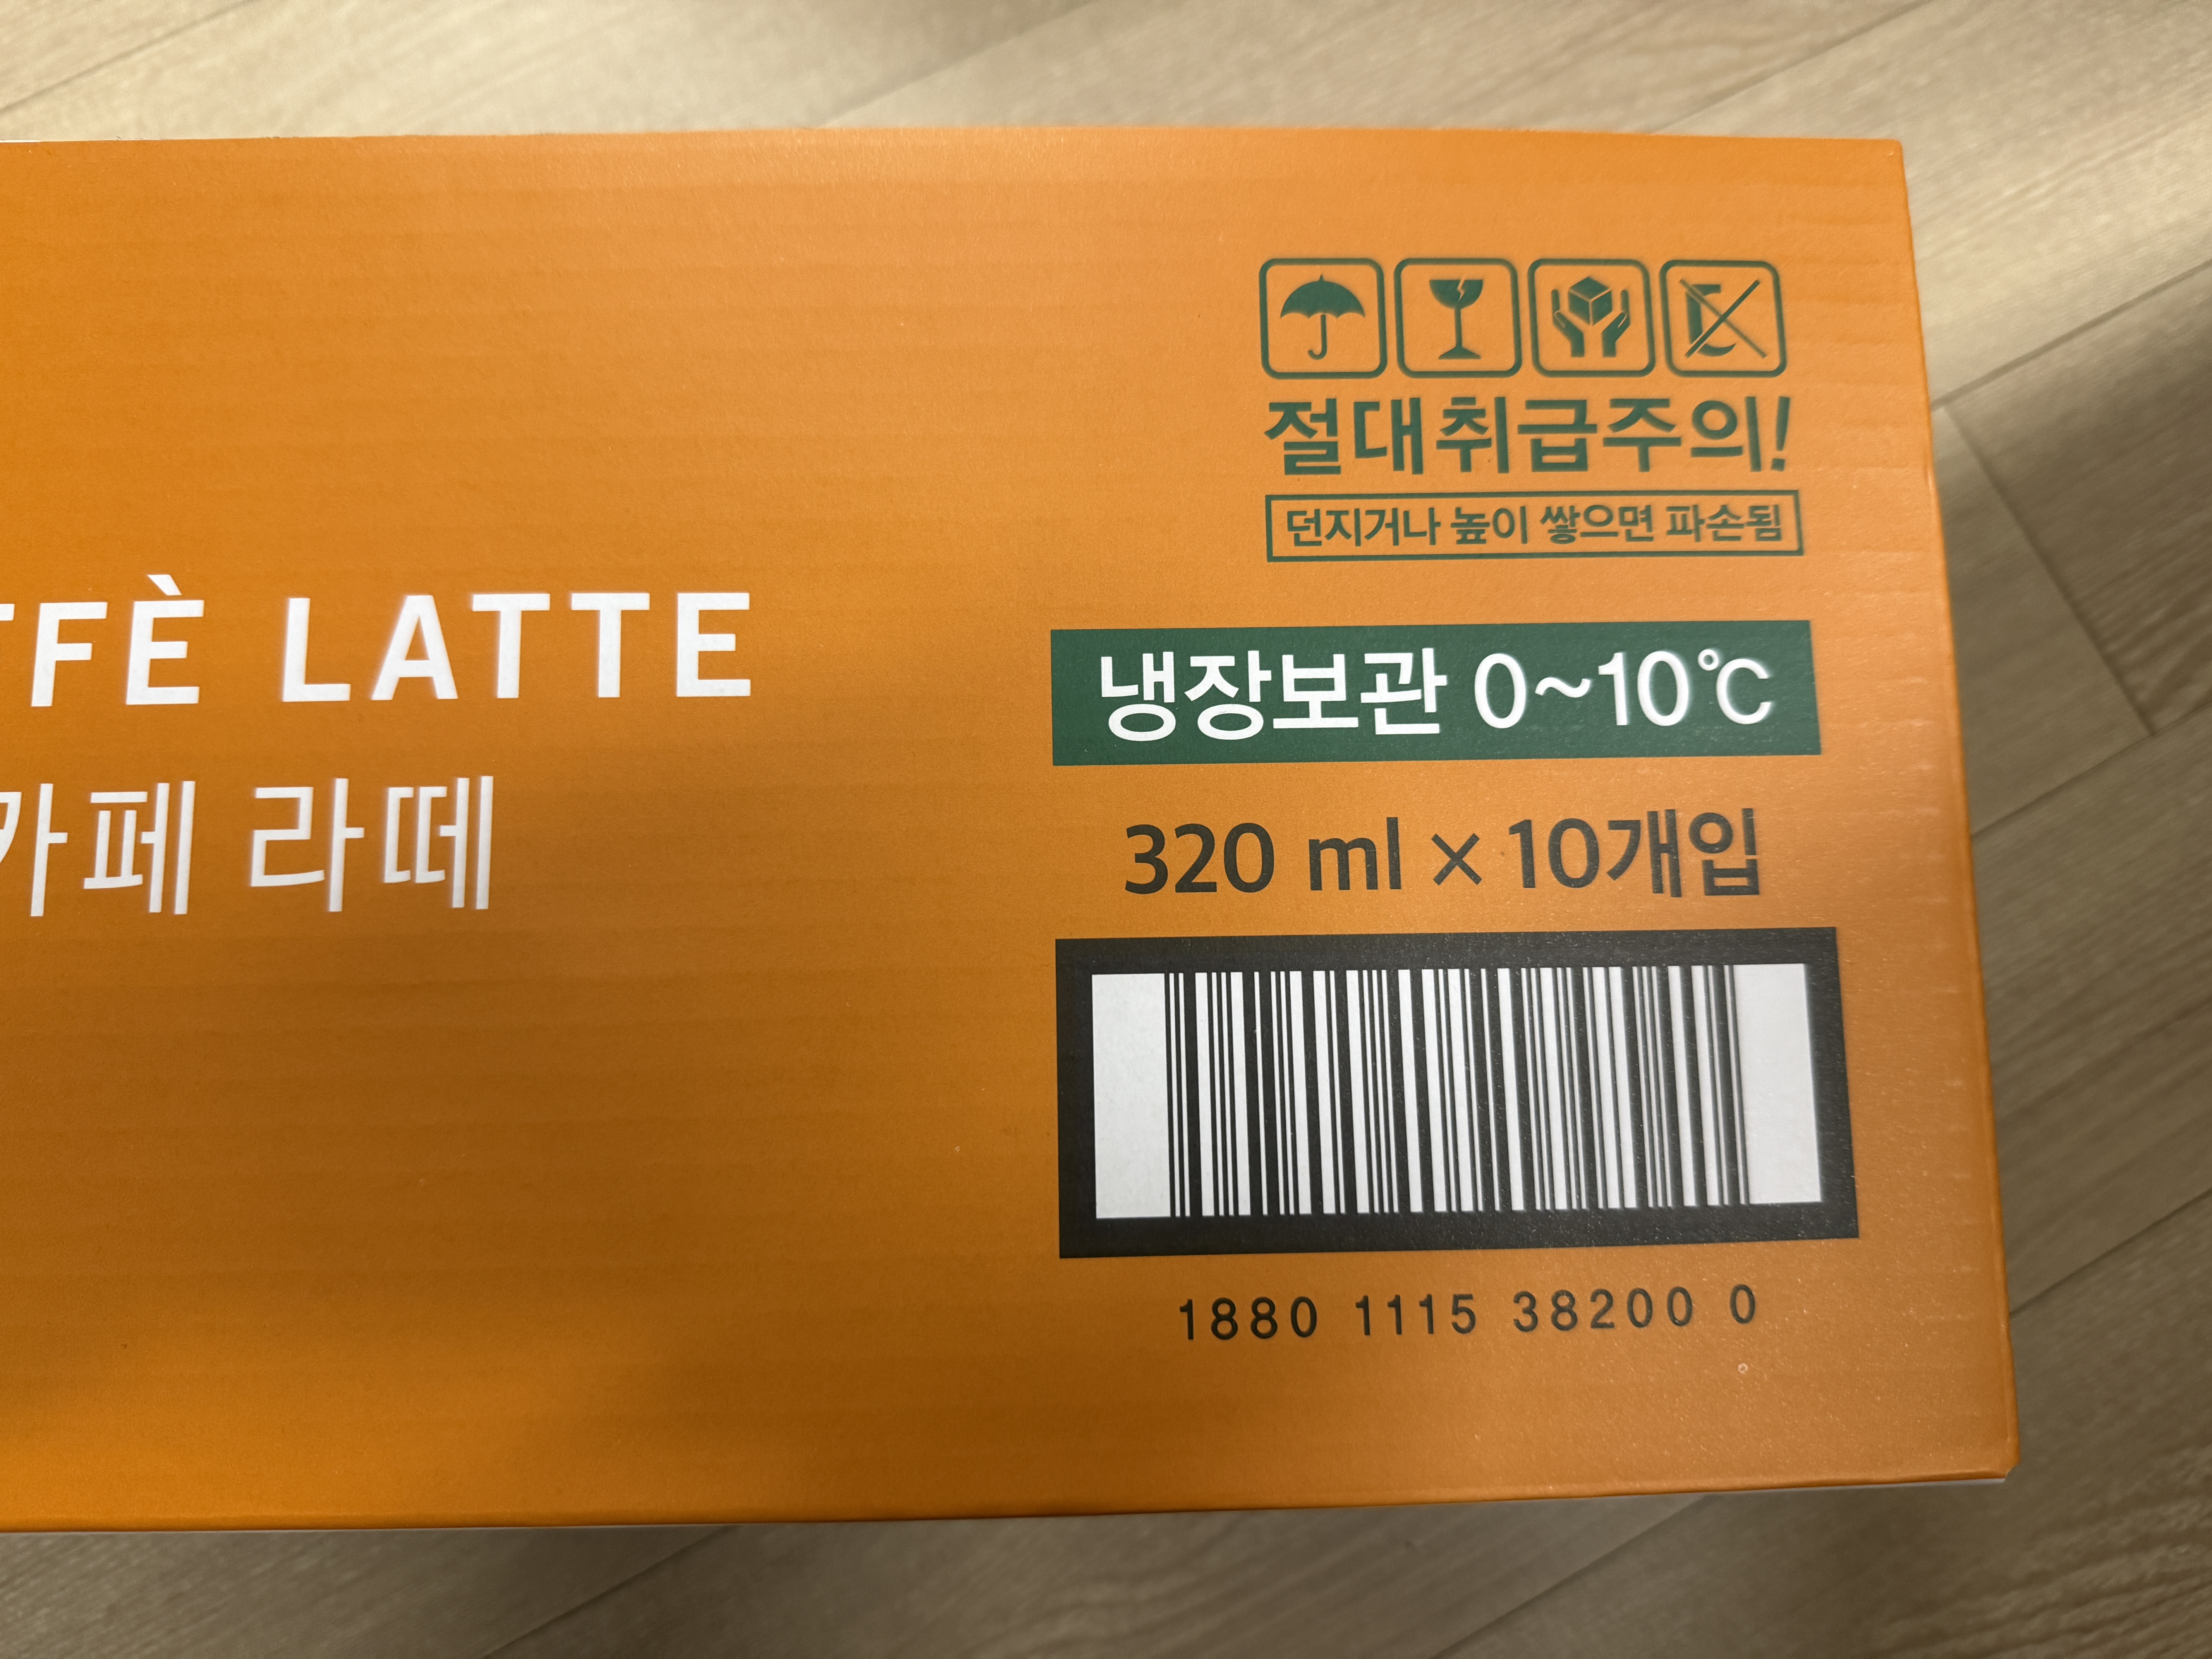 절대취급주의!
던지거나 높이 쌓으면 파손됨
FÈ LATTE
냉장보관 0~10℃
카페 라떼
320 ml × 10개입
1880 1115 38200 0